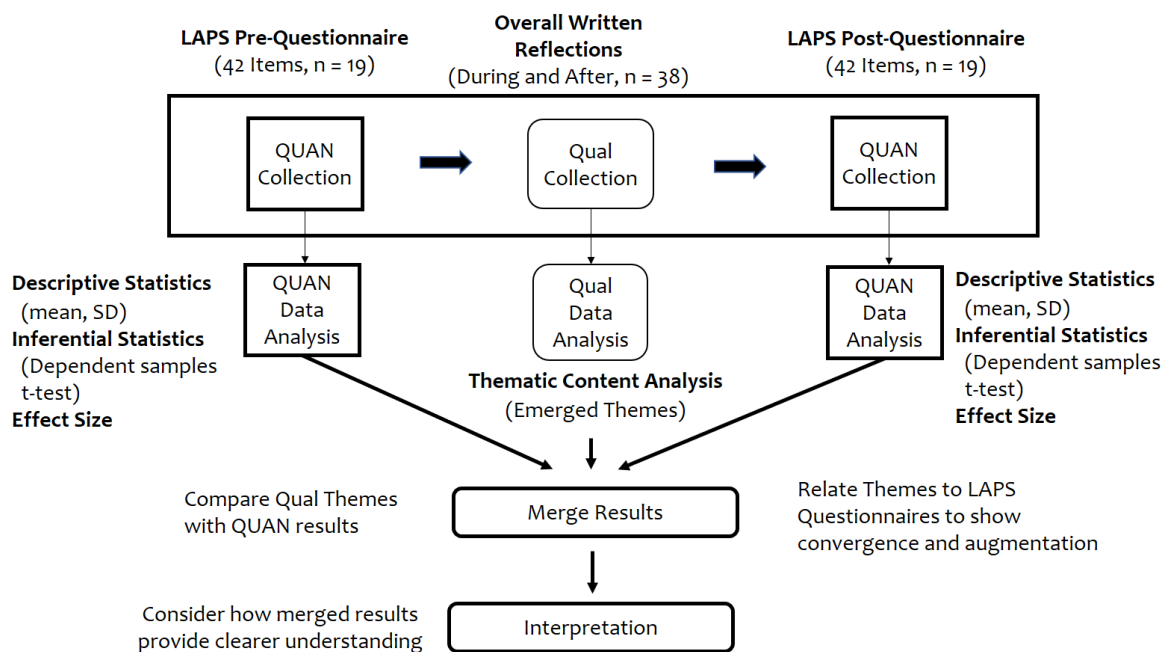 LAPS Pre-Questionnaire
(42 Items, n = 19)
Overall Written
Reflections
(During and After, n = 38)
LAPS Post-Questionnaire
(42 Items, n = 19)
QUAN
Collection
Qual
Collection
QUAN
Collection
Descriptive Statistics
(mean, SD)
Inferential Statistics
(Dependent samples
t-test)
Effect Size
QUAN
Data
Analysis
Qual
Data
Analysis
QUAN
Data
Analysis
Descriptive Statistics
(mean, SD)
Inferential Statistics
(Dependent samples
t-test)
Effect Size
Thematic Content Analysis
(Emerged Themes)
Compare Qual Themes
with QUAN results
Merge Results
Relate Themes to LAPS
Questionnaires to show
convergence and augmentation
Consider how merged results
provide clearer understanding
Interpretation